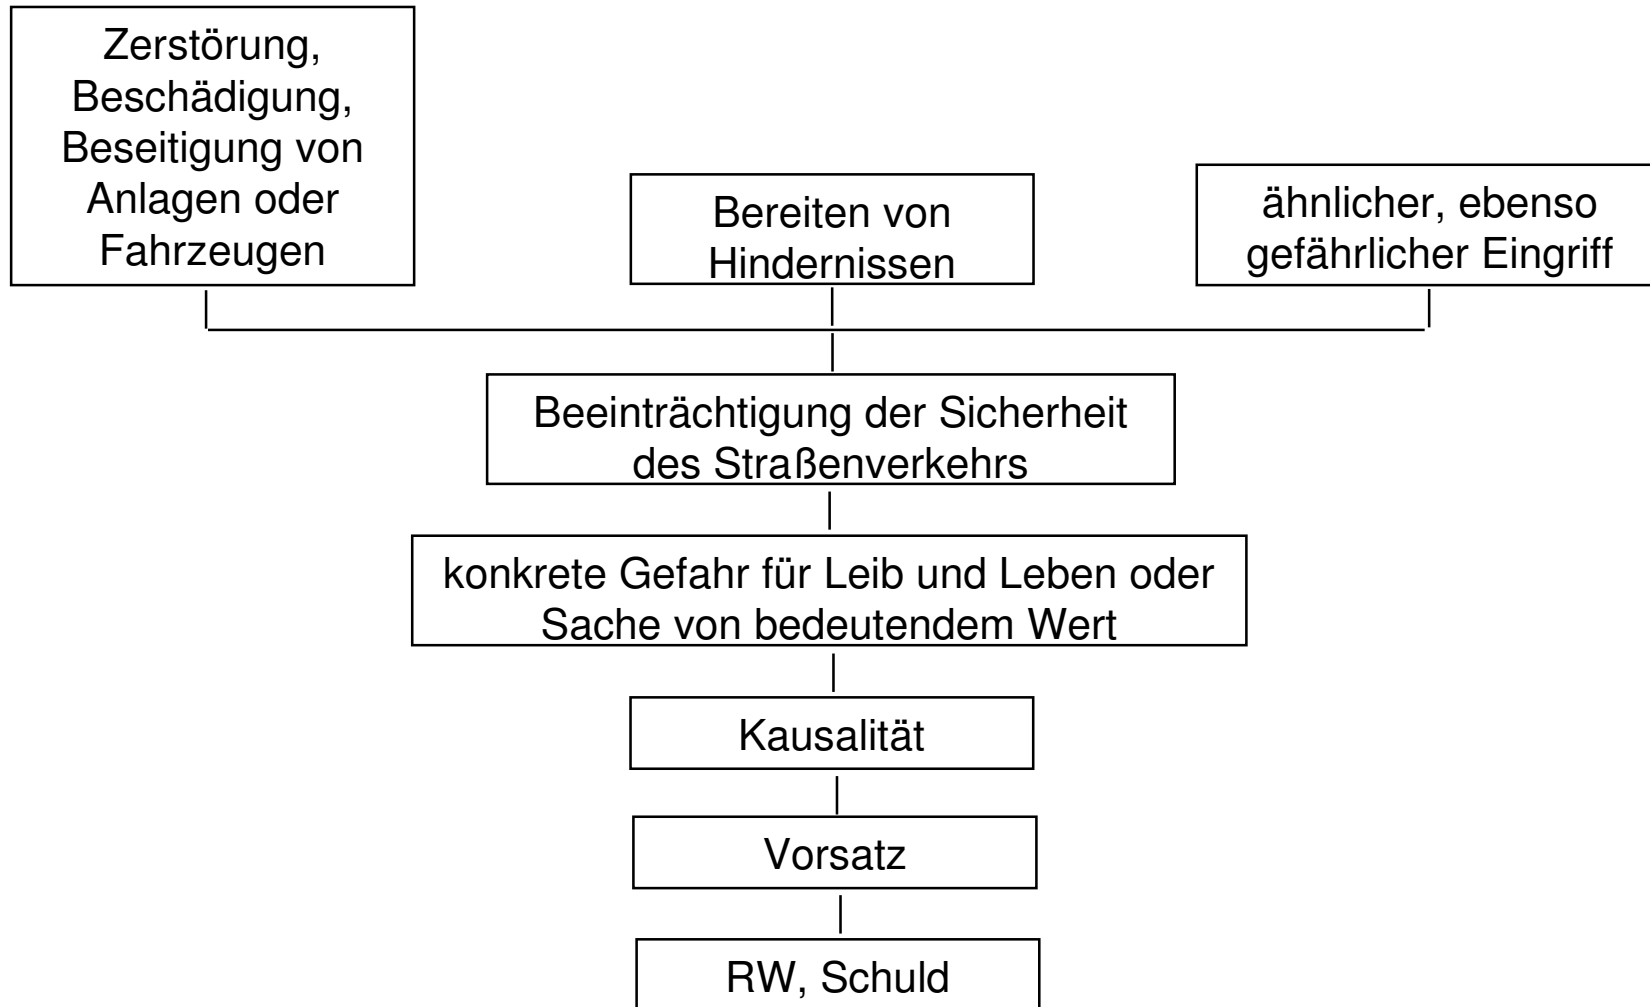 Zerstörung,
Beschädigung,
Beseitigung von
Anlagen oder
Fahrzeugen
Bereiten von
Hindernissen
ähnlicher, ebenso
gefährlicher Eingriff
Beeinträchtigung der Sicherheit
des Straßenverkehrs
konkrete Gefahr für Leib und Leben oder
Sache von bedeutendem Wert
Kausalität
Vorsatz
RW, Schuld